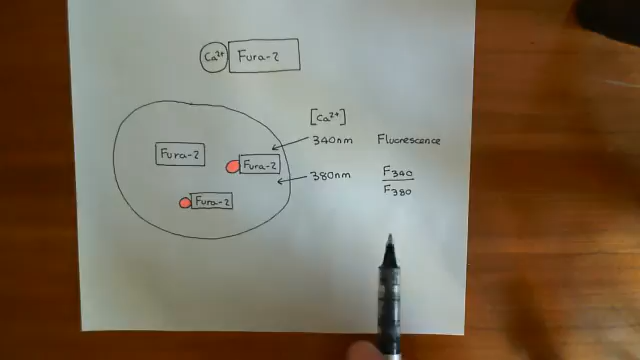 Ca2+ Fura-2
[Ca2+]
340nm Fluorescence
Fura-2
Fura-2
380nm
F340
F380
Fura-2